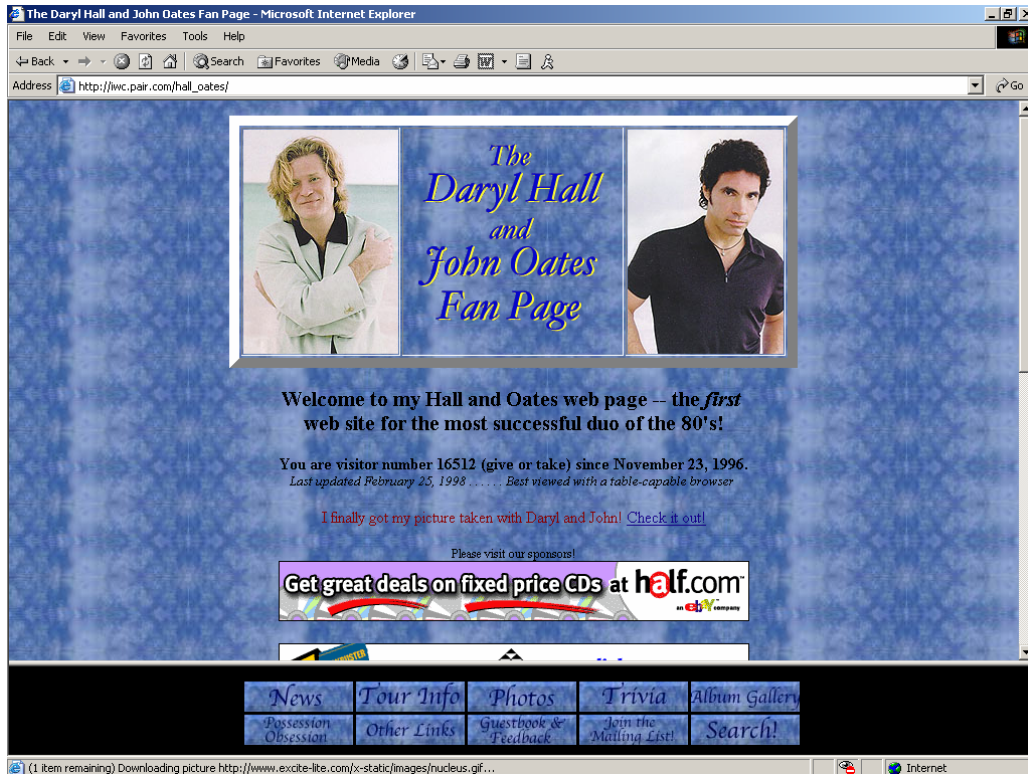 The Daryl Hall and John Oates Fan Page - Microsoft Internet Explorer
File Edit View Favorites Tools Help
Back Search Favorites Media
Address http://iwc.pair.com/hall_oates/ Go
The
Daryl Hall
and
John Oates
Fan Page
Welcome to my Hall and Oates web page -- the first
web site for the most successful duo of the 80's!
You are visitor number 16512 (give or take) since November 23, 1996.
Last updated February 25, 1998 . . . . . . Best viewed with a table-capable browser
I finally got my picture taken with Daryl and John! Check it out!
Please visit our sponsors!
Get great deals on fixed price CDs at half.com
an ebY company
News Tour Info Photos Trivia Album Gallery
Possession Obsession Other Links Guestbook & Feedback Join the Mailing List! Search!
(1 item remaining) Downloading picture http://www.excite-lite.com/x-static/images/nucleus.gif... Internet